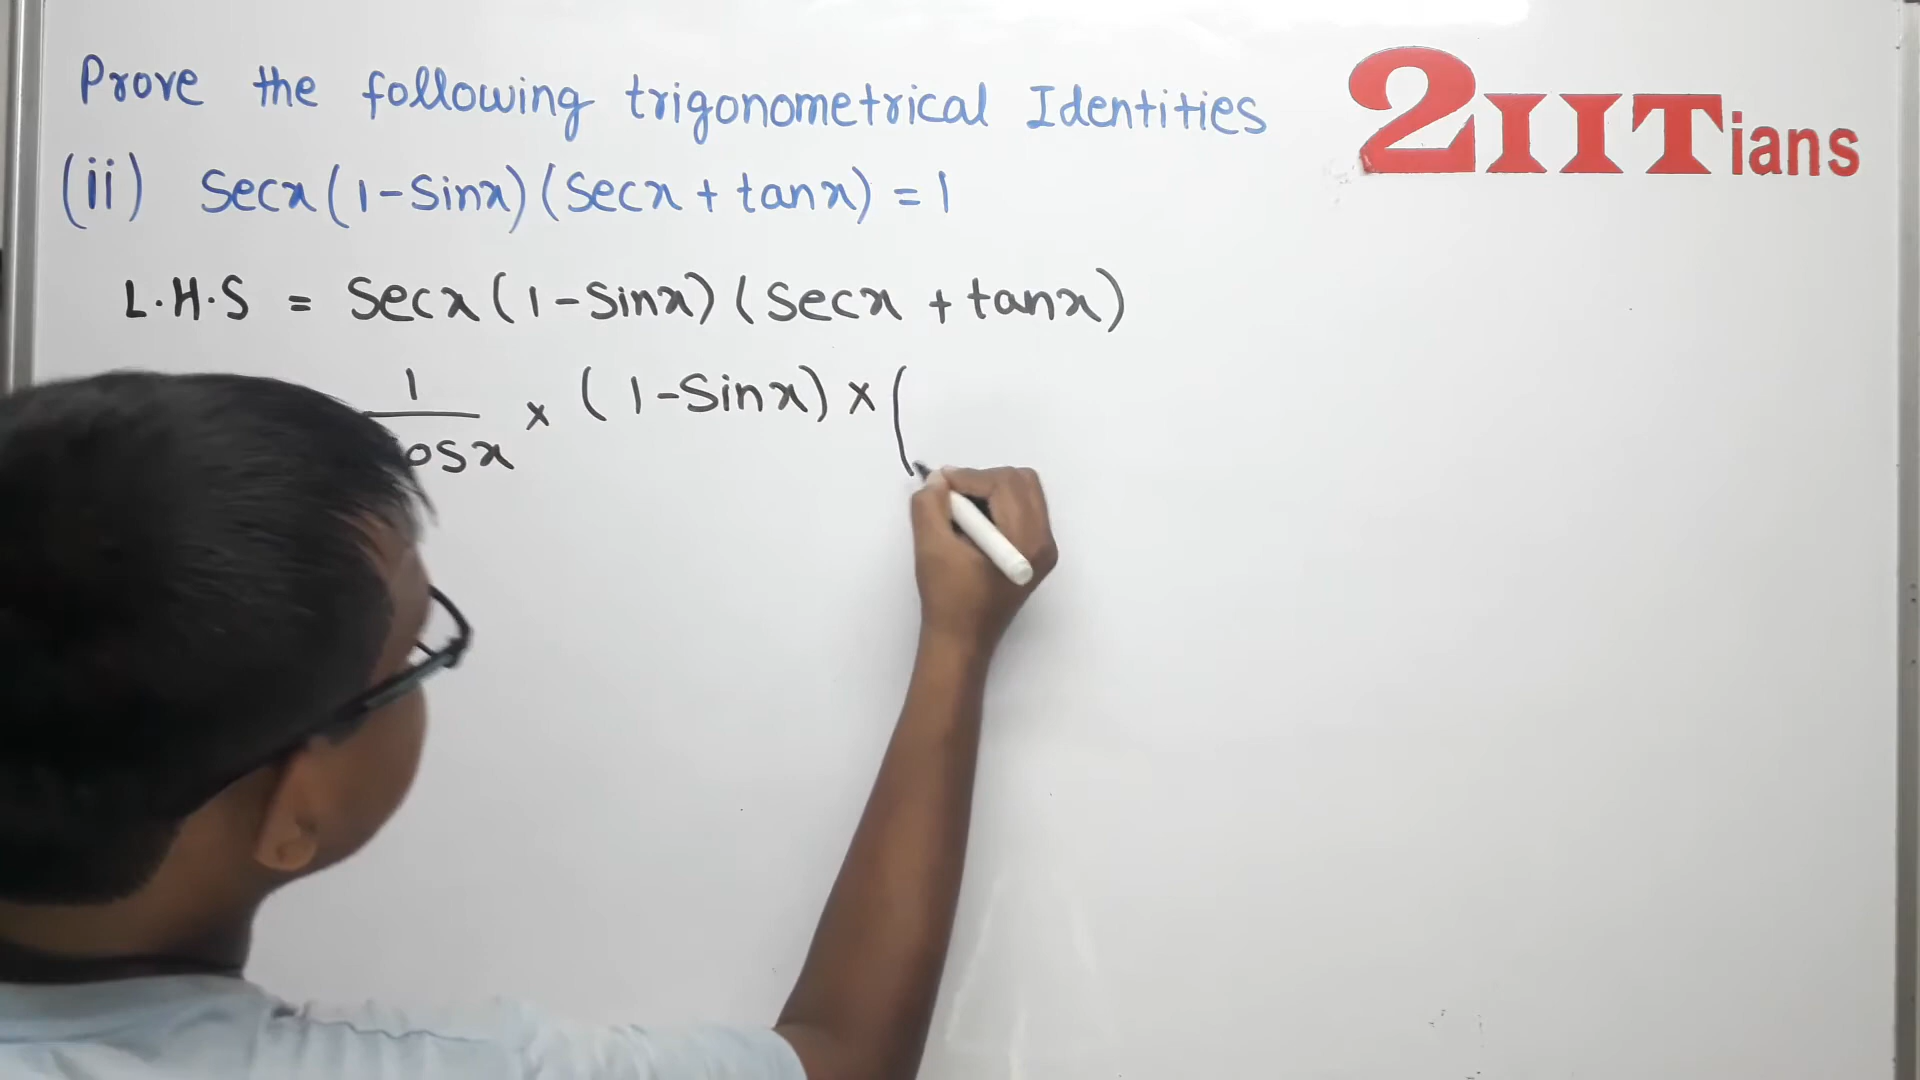 Prove the following trigonometrical Identities
2IITians
(ii) Secx(1-Sinx)(Secx+tanx)=1
L.H.S = Secx(1-Sinx)(Secx+tanx)
1/osx × (1-Sinx)×(